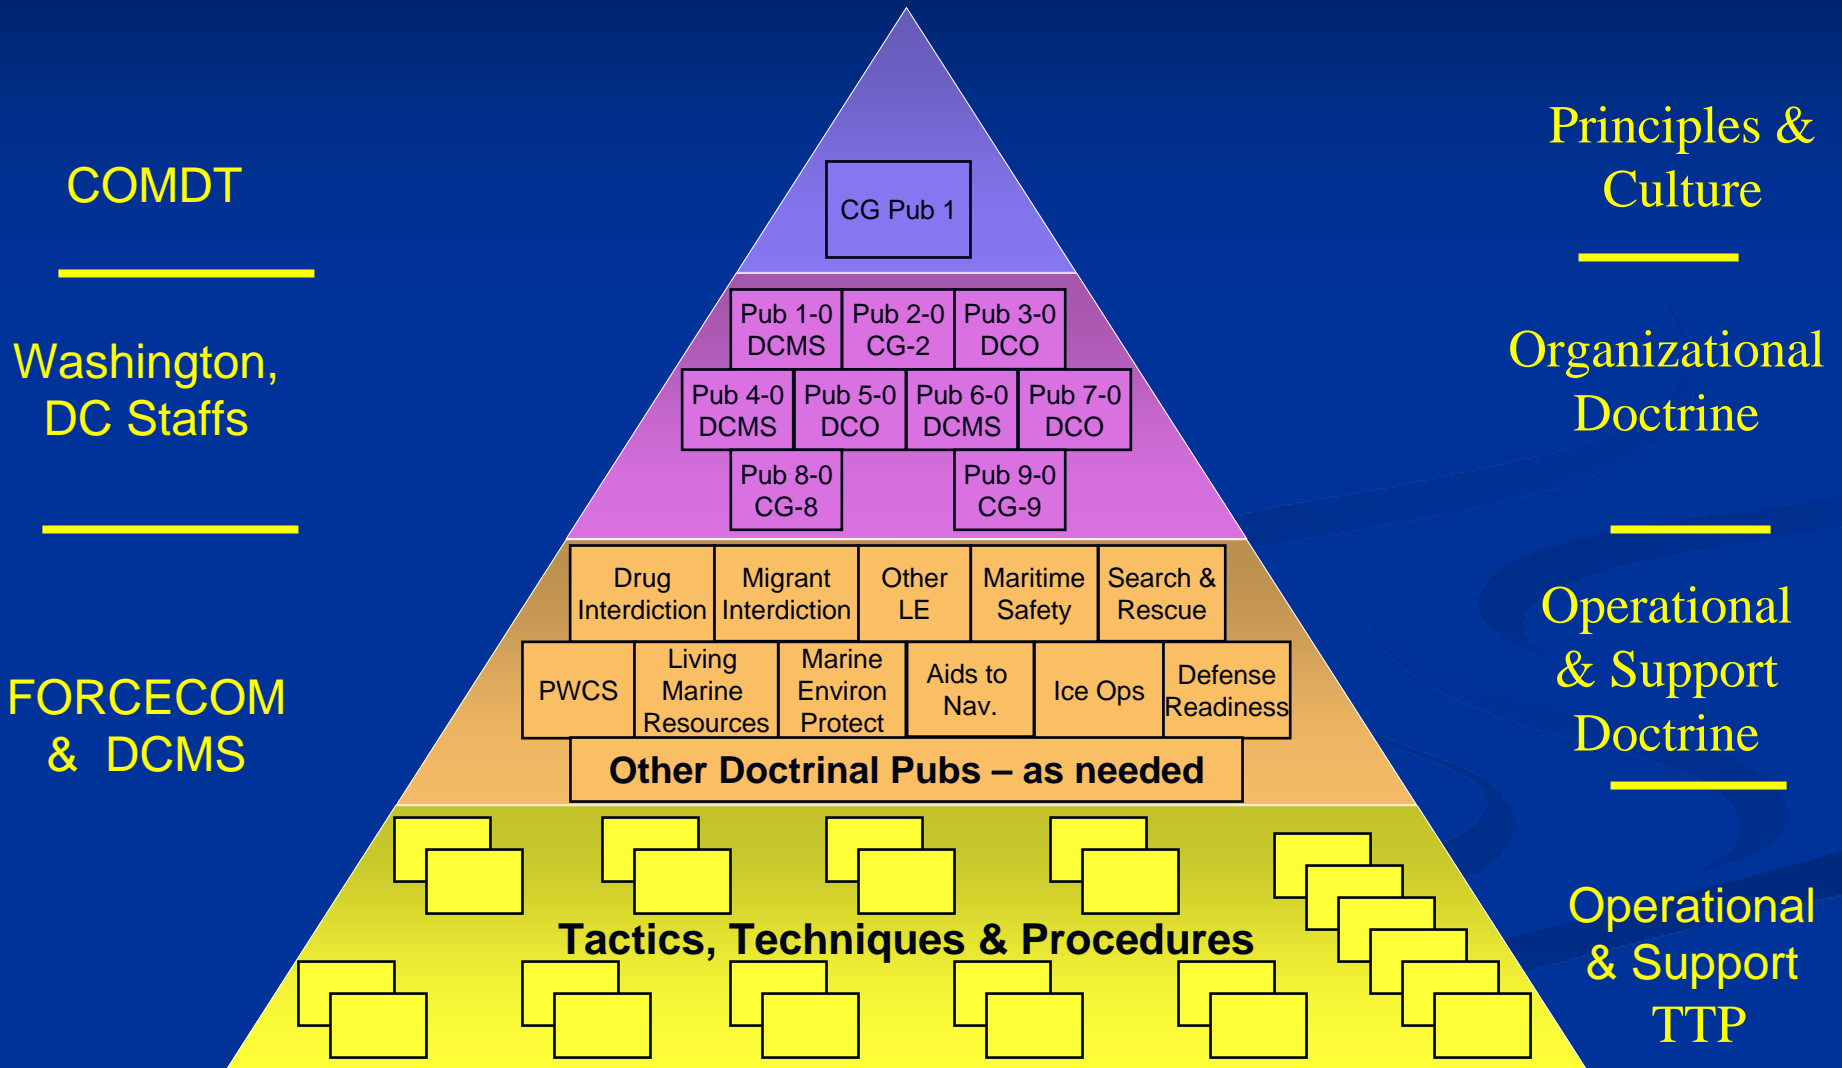 COMDT
Washington,
DC Staffs
FORCECOM
& DCMS
CG Pub 1
Pub 1-0
DCMS
Pub 2-0
CG-2
Pub 3-0
DCO
Pub 4-0
DCMS
Pub 5-0
DCO
Pub 6-0
DCMS
Pub 7-0
DCO
Pub 8-0
CG-8
Pub 9-0
CG-9
Drug
Interdiction
Migrant
Interdiction
Other
LE
Maritime
Safety
Search &
Rescue
PWCS
Living
Marine
Resources
Marine
Environ
Protect
Aids to
Nav.
Ice Ops
Defense
Readiness
Other Doctrinal Pubs – as needed
Tactics, Techniques & Procedures
Principles &
Culture
Organizational
Doctrine
Operational
& Support
Doctrine
Operational
& Support
TTP